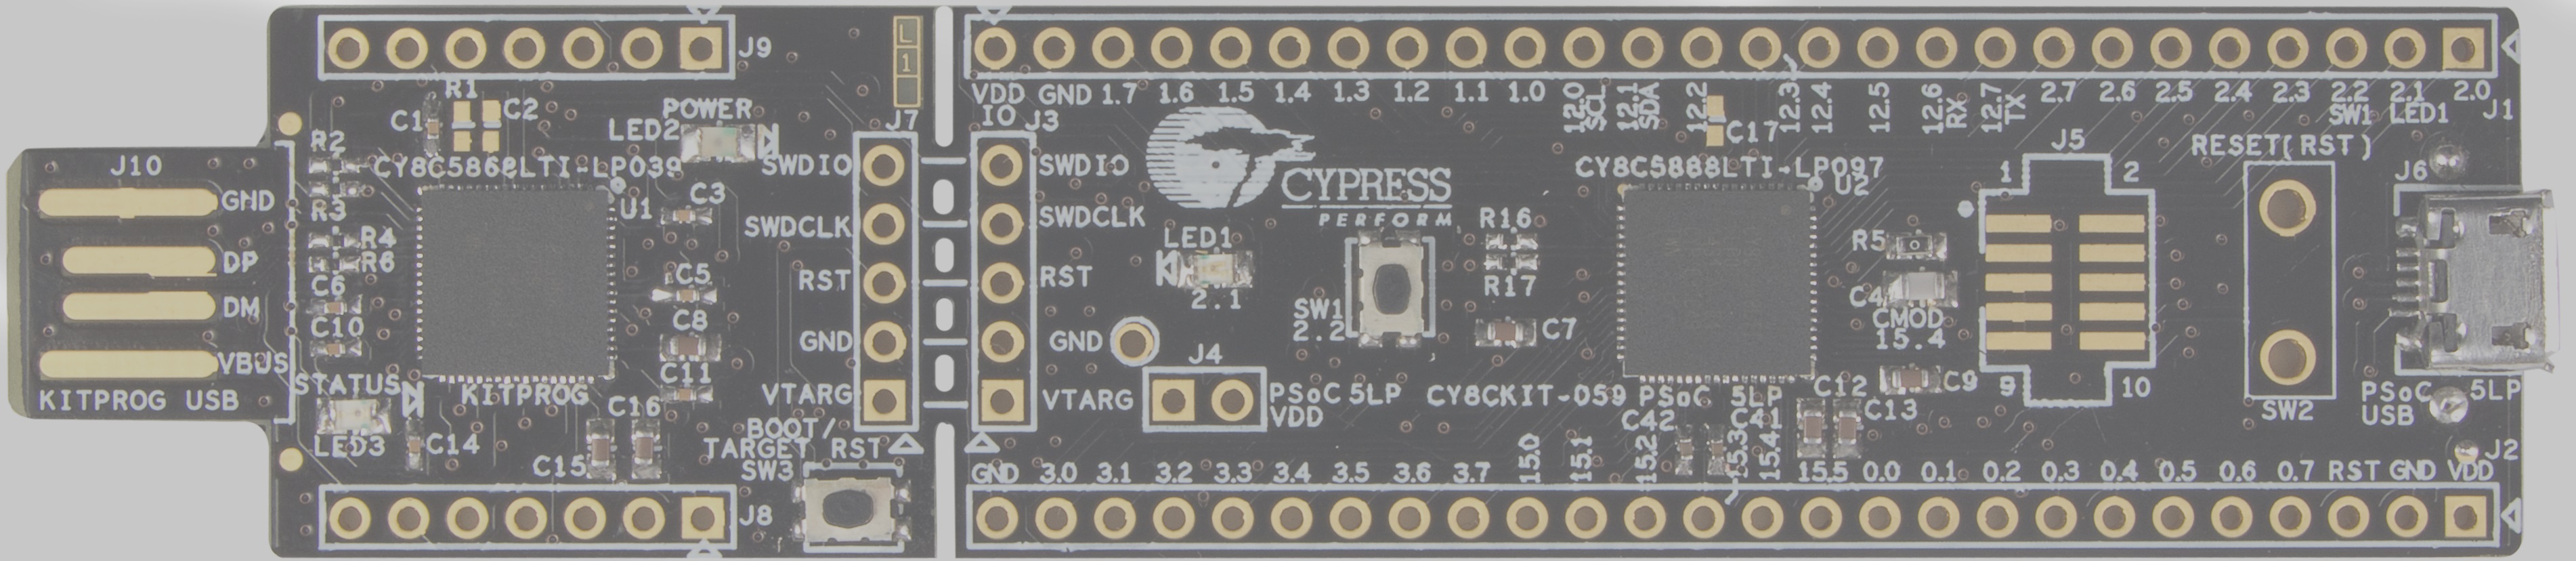 J9
R1
C1
C2
POWER
LED2
R2
CY8C5868LTI-LP039
J10
GND
R3
U1
C3
R4
DP
R6
C6
C5
DM
C10
C8
VBUS
STATUS
C11
KITPROG USB
KITPROG
LED3
C14
C16
C15
BOOT/
TARGET RST
SW3
J8
L
1
J7
SWDIO
SWDCLK
RST
GND
VTARG
J3
SWDIO
SWDCLK
RST
GND
VTARG
VDD IO
GND
1.7
1.6
1.5
1.4
1.3
1.2
1.1
1.0
12.0 SCL
12.1 SDA
12.2
12.3
12.4
12.5
12.6 RX
12.7 TX
2.7
2.6
2.5
2.4
2.3
2.2 SW1
2.1 LED1
2.0
J1
CYPRESS
PERFORM
C17
CY8C5888LTI-LP097
U2
LED1
2.1
SW1
2.2
R16
R17
C7
J4
PSoC 5LP
VDD
CY8CKIT-059
PSoC 5LP
R5
C4
CMOD
15.4
C9
C12
C13
C42
C41
J5
1
2
9
10
RESET(RST)
SW2
J6
PSoC 5LP
USB
J2
GND
3.0
3.1
3.2
3.3
3.4
3.5
3.6
3.7
15.0
15.1
15.2
15.3
15.4
15.5
0.0
0.1
0.2
0.3
0.4
0.5
0.6
0.7
RST
GND
VDD